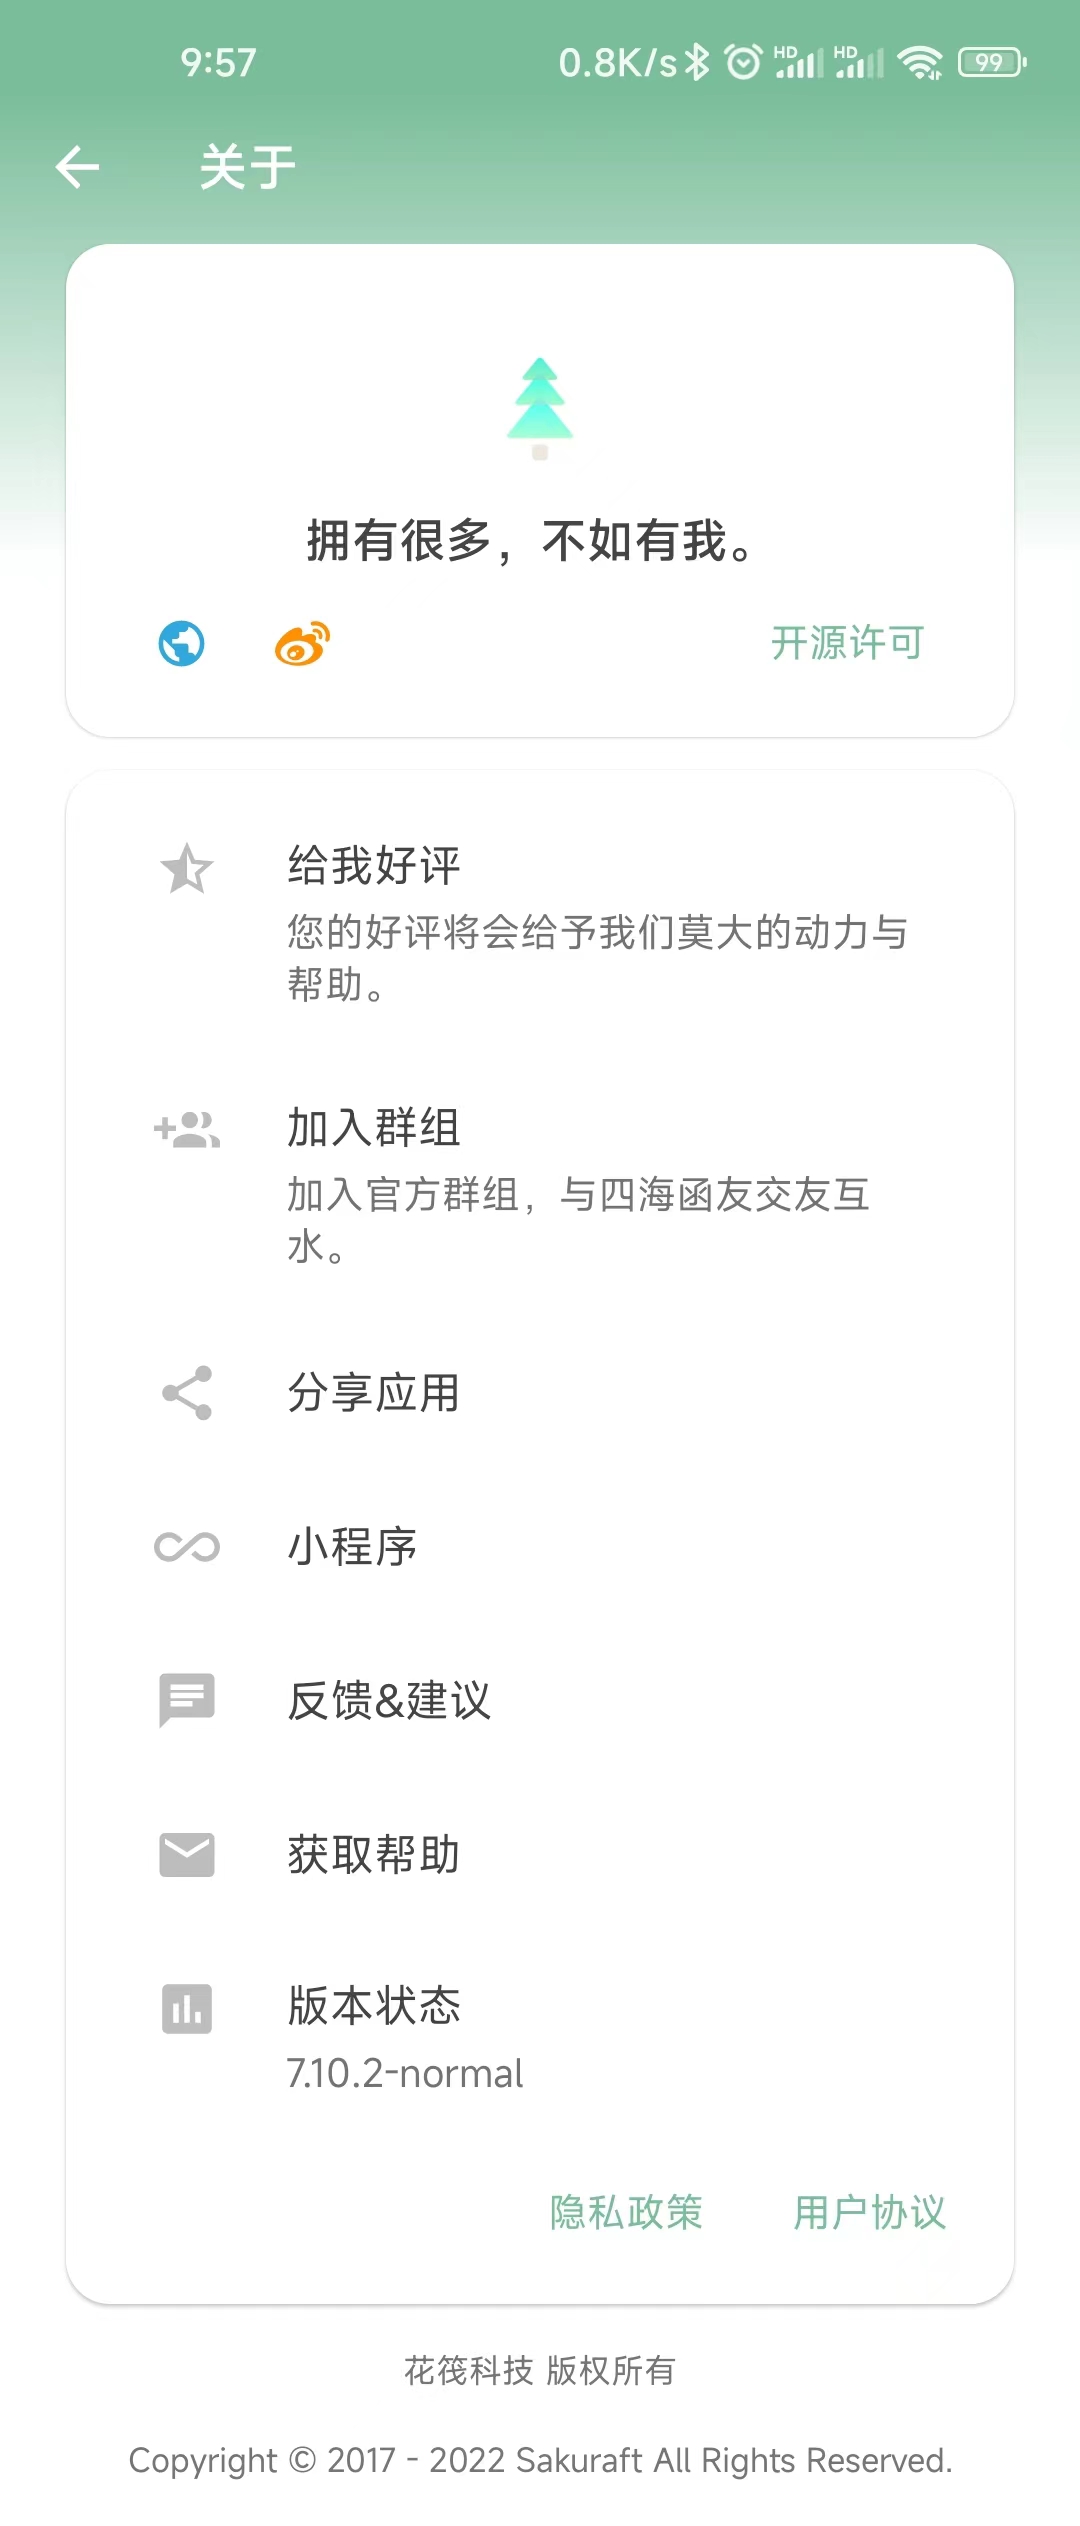 9:57
0.8K/s
HD
HD
99
关于
拥有很多，不如有我。
开源许可
给我好评
您的好评将会给予我们莫大的动力与
帮助。
加入群组
加入官方群组，与四海函友交友互
水。
分享应用
小程序
反馈&建议
获取帮助
版本状态
7.10.2-normal
隐私政策
用户协议
花筏科技 版权所有
Copyright © 2017 - 2022 Sakuraft All Rights Reserved.